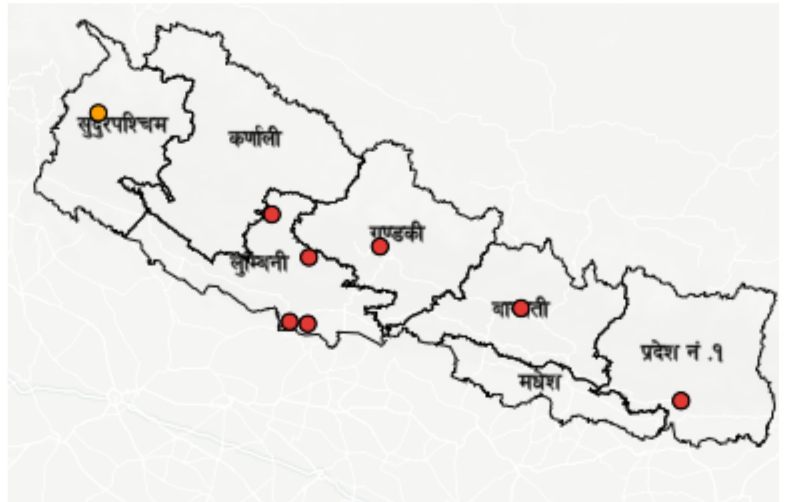 सुदुरपश्चिम
कर्णाली
गण्डकी
लुम्बिनी
बागमती
प्रदेश नं .१
मधेश